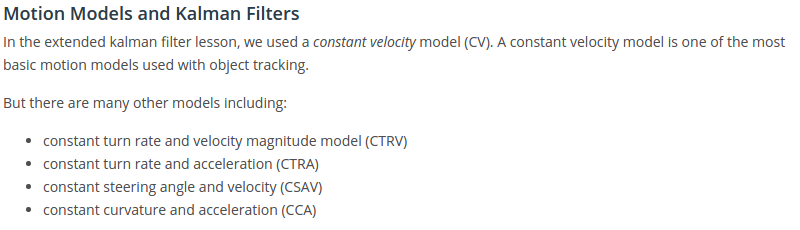 Motion Models and Kalman Filters
In the extended kalman filter lesson, we used a constant velocity model (CV). A constant velocity model is one of the most
basic motion models used with object tracking.
But there are many other models including:
• constant turn rate and velocity magnitude model (CTRV)
• constant turn rate and acceleration (CTRA)
• constant steering angle and velocity (CSAV)
• constant curvature and acceleration (CCA)